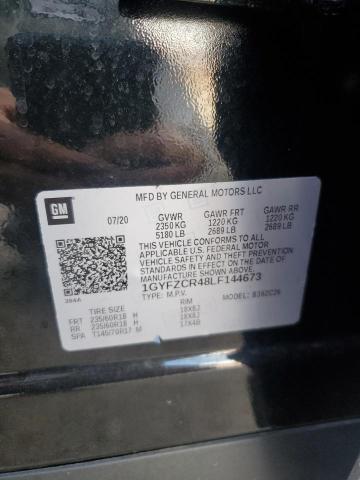 MFD BY GENERAL MOTORS LLC
GM
07/20 GVWR GAWR FRT GAWR RR
2350 KG 1220 KG 1220 KG
5180 LB 2689 LB 2689 LB
THIS VEHICLE CONFORMS TO ALL APPLICABLE U.S. FEDERAL MOTOR
VEHICLE SAFETY, BUMPER, AND THEFT PREVENTION
STANDARDS IN EFFECT ON THE DATE OF MANUFACTURE SHOWN ABOVE.
1GYFZCR48LF144673
TYPE: M.P.V. MODEL:
TIRE SIZE RIM
FRT 235/60R18 H 18X8J
RR 235/60R18 H 18X8J
SPA T145/70R17 M 17X4B